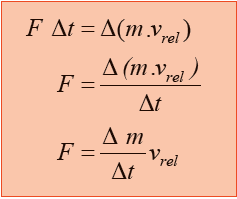 F Δt = Δ(m.v_rel)
F = Δ(m.v_rel)/Δt
F = Δm/Δt v_rel